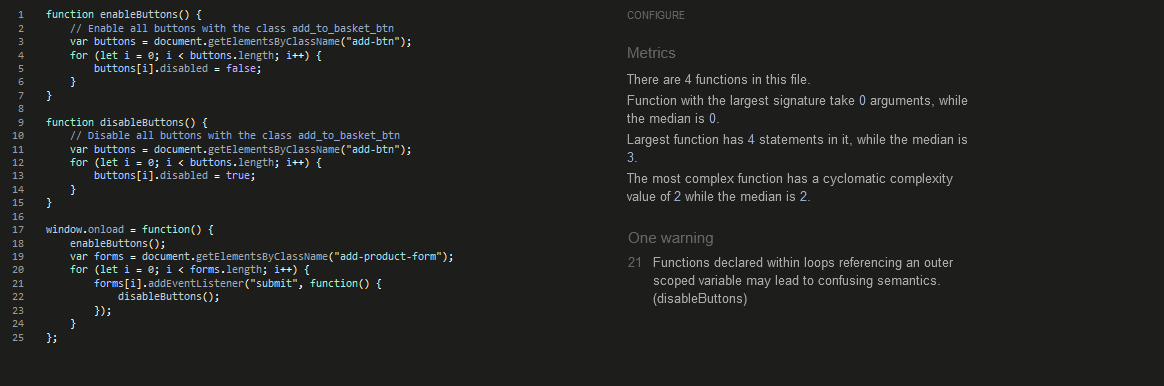 1 function enableButtons() {
2 // Enable all buttons with the class add_to_basket_btn
3 var buttons = document.getElementsByClassName("add-btn");
4 for (let i = 0; i < buttons.length; i++) {
5 buttons[i].disabled = false;
6 }
7 }
8
9 function disableButtons() {
10 // Disable all buttons with the class add_to_basket_btn
11 var buttons = document.getElementsByClassName("add-btn");
12 for (let i = 0; i < buttons.length; i++) {
13 buttons[i].disabled = true;
14 }
15 }
16
17 window.onload = function() {
18 enableButtons();
19 var forms = document.getElementsByClassName("add-product-form");
20 for (let i = 0; i < forms.length; i++) {
21 forms[i].addEventListener("submit", function() {
22 disableButtons();
23 });
24 }
25 };
CONFIGURE
Metrics
There are 4 functions in this file.
Function with the largest signature take 0 arguments, while
the median is 0.
Largest function has 4 statements in it, while the median is
3.
The most complex function has a cyclomatic complexity
value of 2 while the median is 2.
One warning
21 Functions declared within loops referencing an outer
scoped variable may lead to confusing semantics.
(disableButtons)